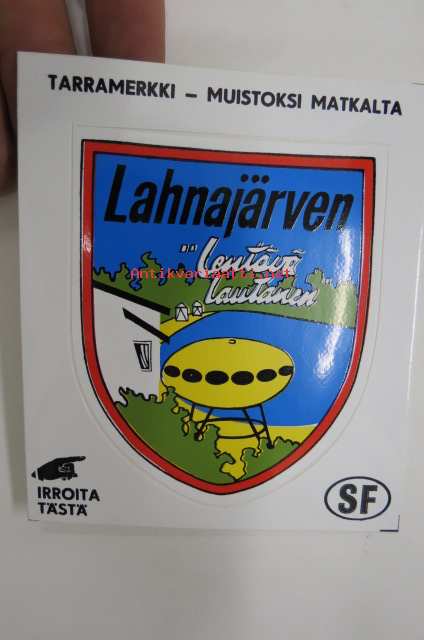 TARRAMERKKI – MUISTOKSI MATKALTA
Lahnajärven
"Lentävä
lautanen"
Antikvariaatti.net
IRROITA
TÄSTÄ
SF